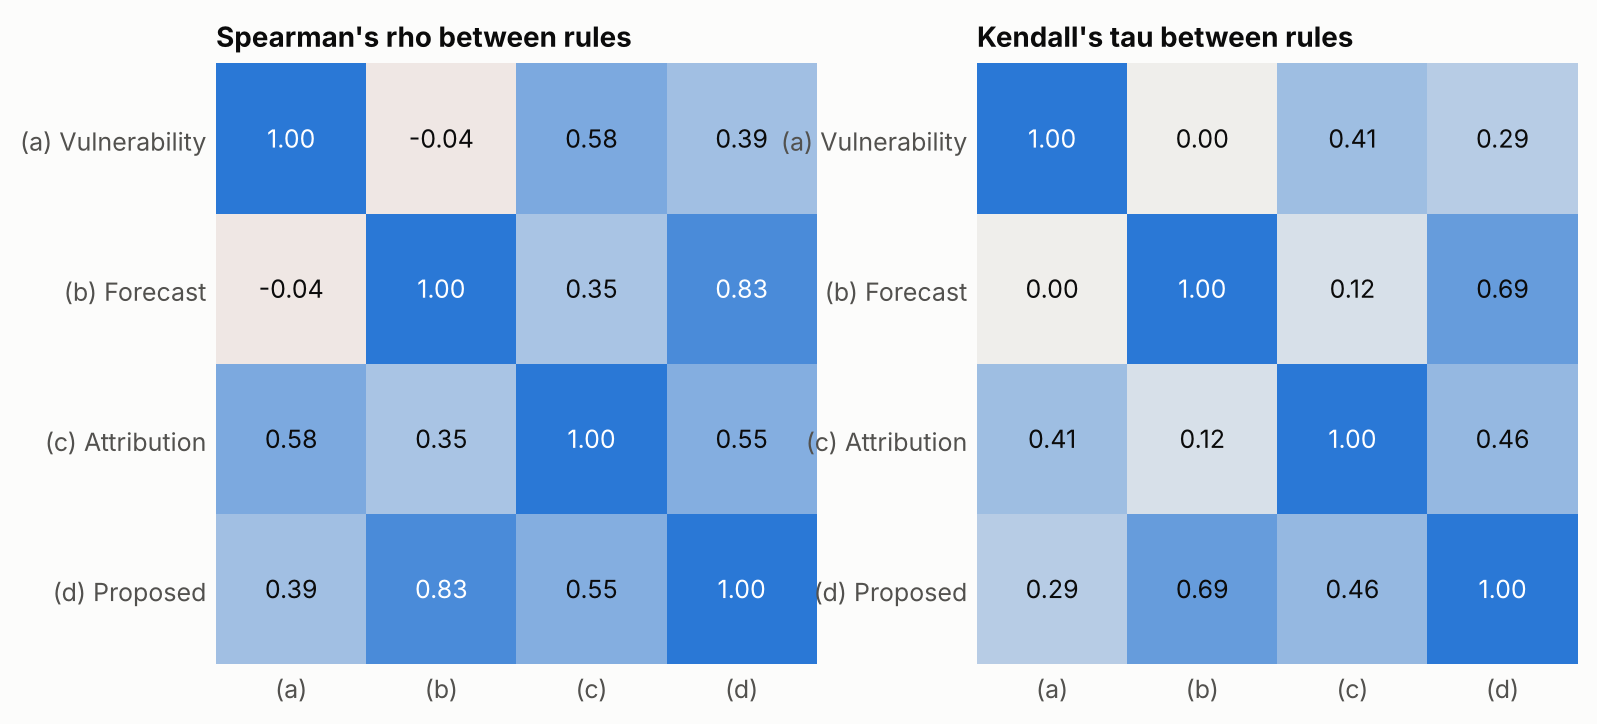 Spearman's rho between rules
(a) Vulnerability 1.00 -0.04 0.58 0.39
(b) Forecast -0.04 1.00 0.35 0.83
(c) Attribution 0.58 0.35 1.00 0.55
(d) Proposed 0.39 0.83 0.55 1.00
(a) (b) (c) (d)
Kendall's tau between rules
(a) Vulnerability 1.00 0.00 0.41 0.29
(b) Forecast 0.00 1.00 0.12 0.69
(c) Attribution 0.41 0.12 1.00 0.46
(d) Proposed 0.29 0.69 0.46 1.00
(a) (b) (c) (d)